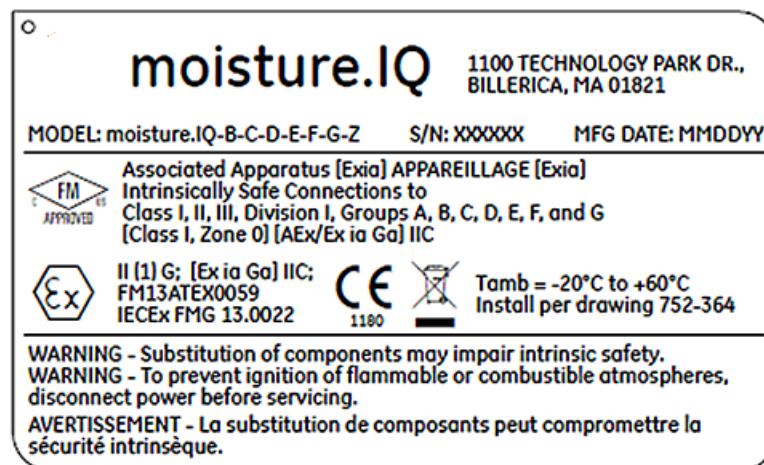 moisture.IQ
1100 TECHNOLOGY PARK DR.,
BILLERICA, MA 01821
MODEL: moisture.IQ-B-C-D-E-F-G-Z S/N: XXXXXX MFG DATE: MMDDYY
Associated Apparatus [Exia] APPAREILLAGE [Exia]
Intrinsically Safe Connections to
Class I, II, III, Division I, Groups A, B, C, D, E, F, and G
[Class I, Zone 0] [AEx/Ex ia Ga] IIC
FM
C US
APPROVED
Ex
II (1) G; [Ex ia Ga] IIC;
FM13ATEX0059
IECEx FMG 13.0022
CE
1180
Tamb = -20°C to +60°C
Install per drawing 752-364
WARNING - Substitution of components may impair intrinsic safety.
WARNING - To prevent ignition of flammable or combustible atmospheres,
disconnect power before servicing.
AVERTISSEMENT - La substitution de composants peut compromettre la
sécurité intrinsèque.